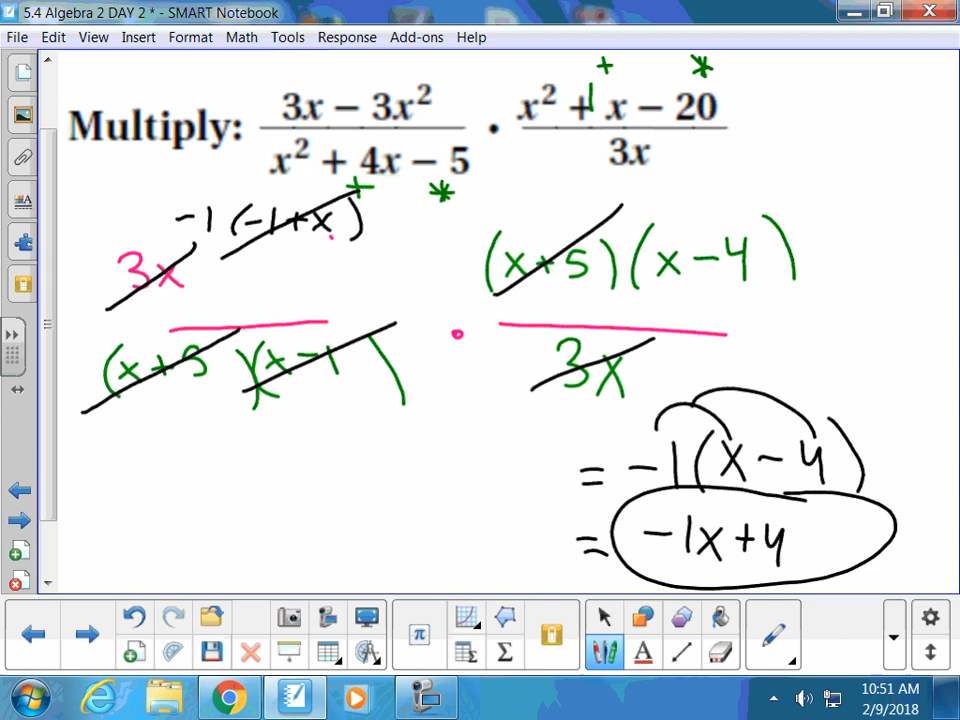 5.4 Algebra 2 DAY 2 * - SMART Notebook
File Edit View Insert Format Math Tools Response Add-ons Help
+ *
Multiply: 3x − 3x² / x² + 4x − 5 · x² + 1 x − 20 / 3x
+ *
−1 (−1+x)
3x (x+5)(x−4)
(x+5)(x−1) · 3x
= −1(x−4)
= −1x+4
π Σ A
10:51 AM
2/9/2018